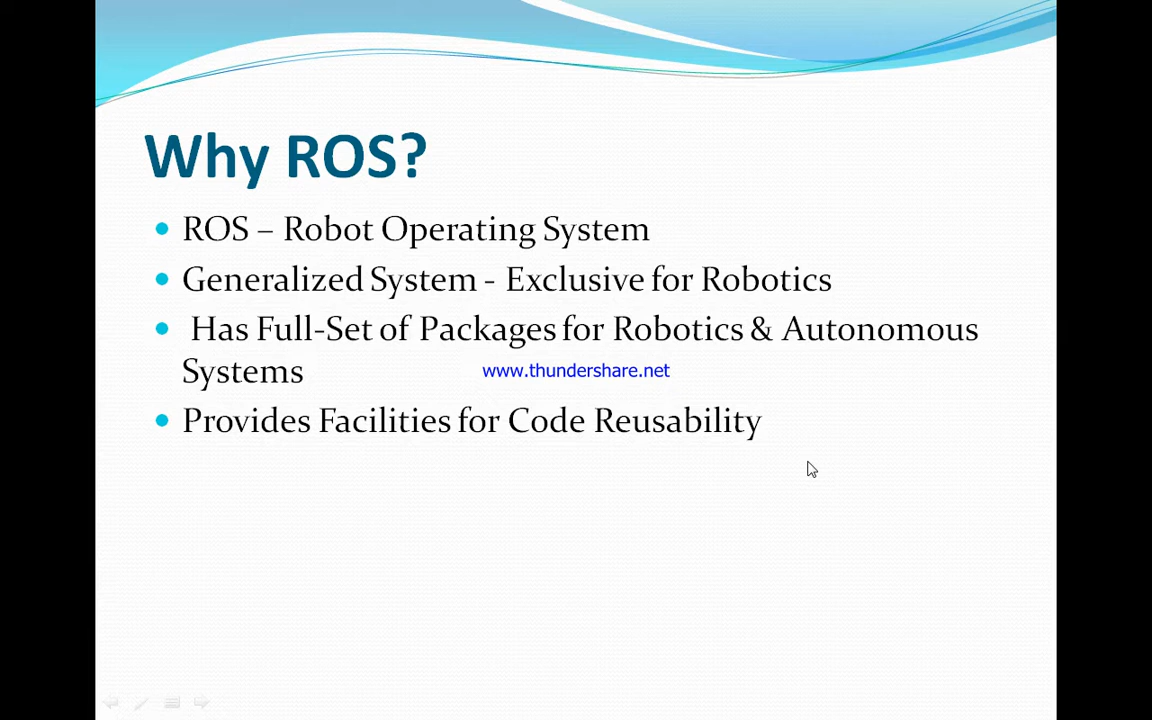 Why ROS?
• ROS – Robot Operating System
• Generalized System - Exclusive for Robotics
• Has Full-Set of Packages for Robotics & Autonomous
Systems
www.thundershare.net
• Provides Facilities for Code Reusability